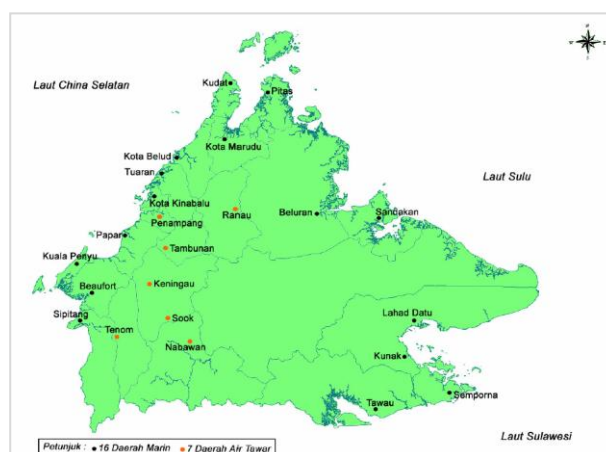 Laut China Selatan
Kudat
Pitas
Kota Marudu
Kota Belud
Tuaran
Laut Sulu
Kota Kinabalu
Ranau
Beluran
Sandakan
Penampang
Papar
Tambunan
Kuala Penyu
Keningau
Beaufort
Sipitang
Sook
Lahad Datu
Tenom
Nabawan
Kunak
Semporna
Tawau
Laut Sulawesi
Petunjuk : 16 Daerah Marin 7 Daerah Air Tawar